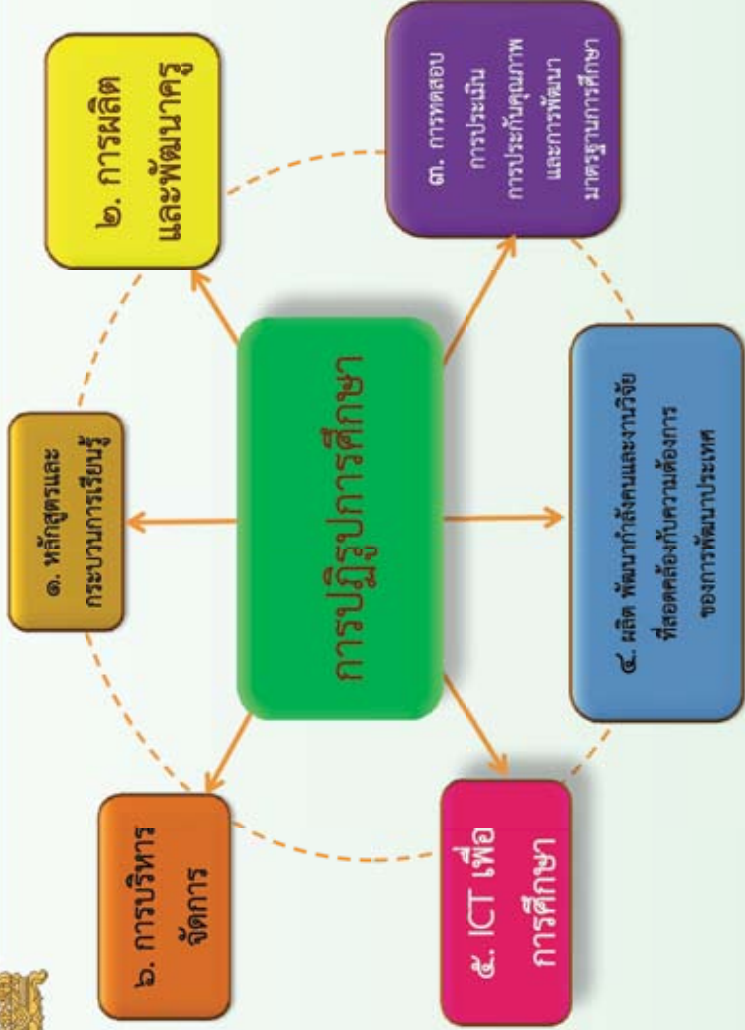 การปฏิรูปการศึกษา
๑. หลักสูตรและ
กระบวนการเรียนรู้
๒. การผลิต
และพัฒนาครู
๓. การทดสอบ
การประเมิน
การประกันคุณภาพ
และการพัฒนา
มาตรฐานการศึกษา
๔. ผลิต พัฒนากำลังคนและงานวิจัย
ที่สอดคล้องกับความต้องการ
ของการพัฒนาประเทศ
๕. ICT เพื่อ
การศึกษา
๖. การบริหาร
จัดการ